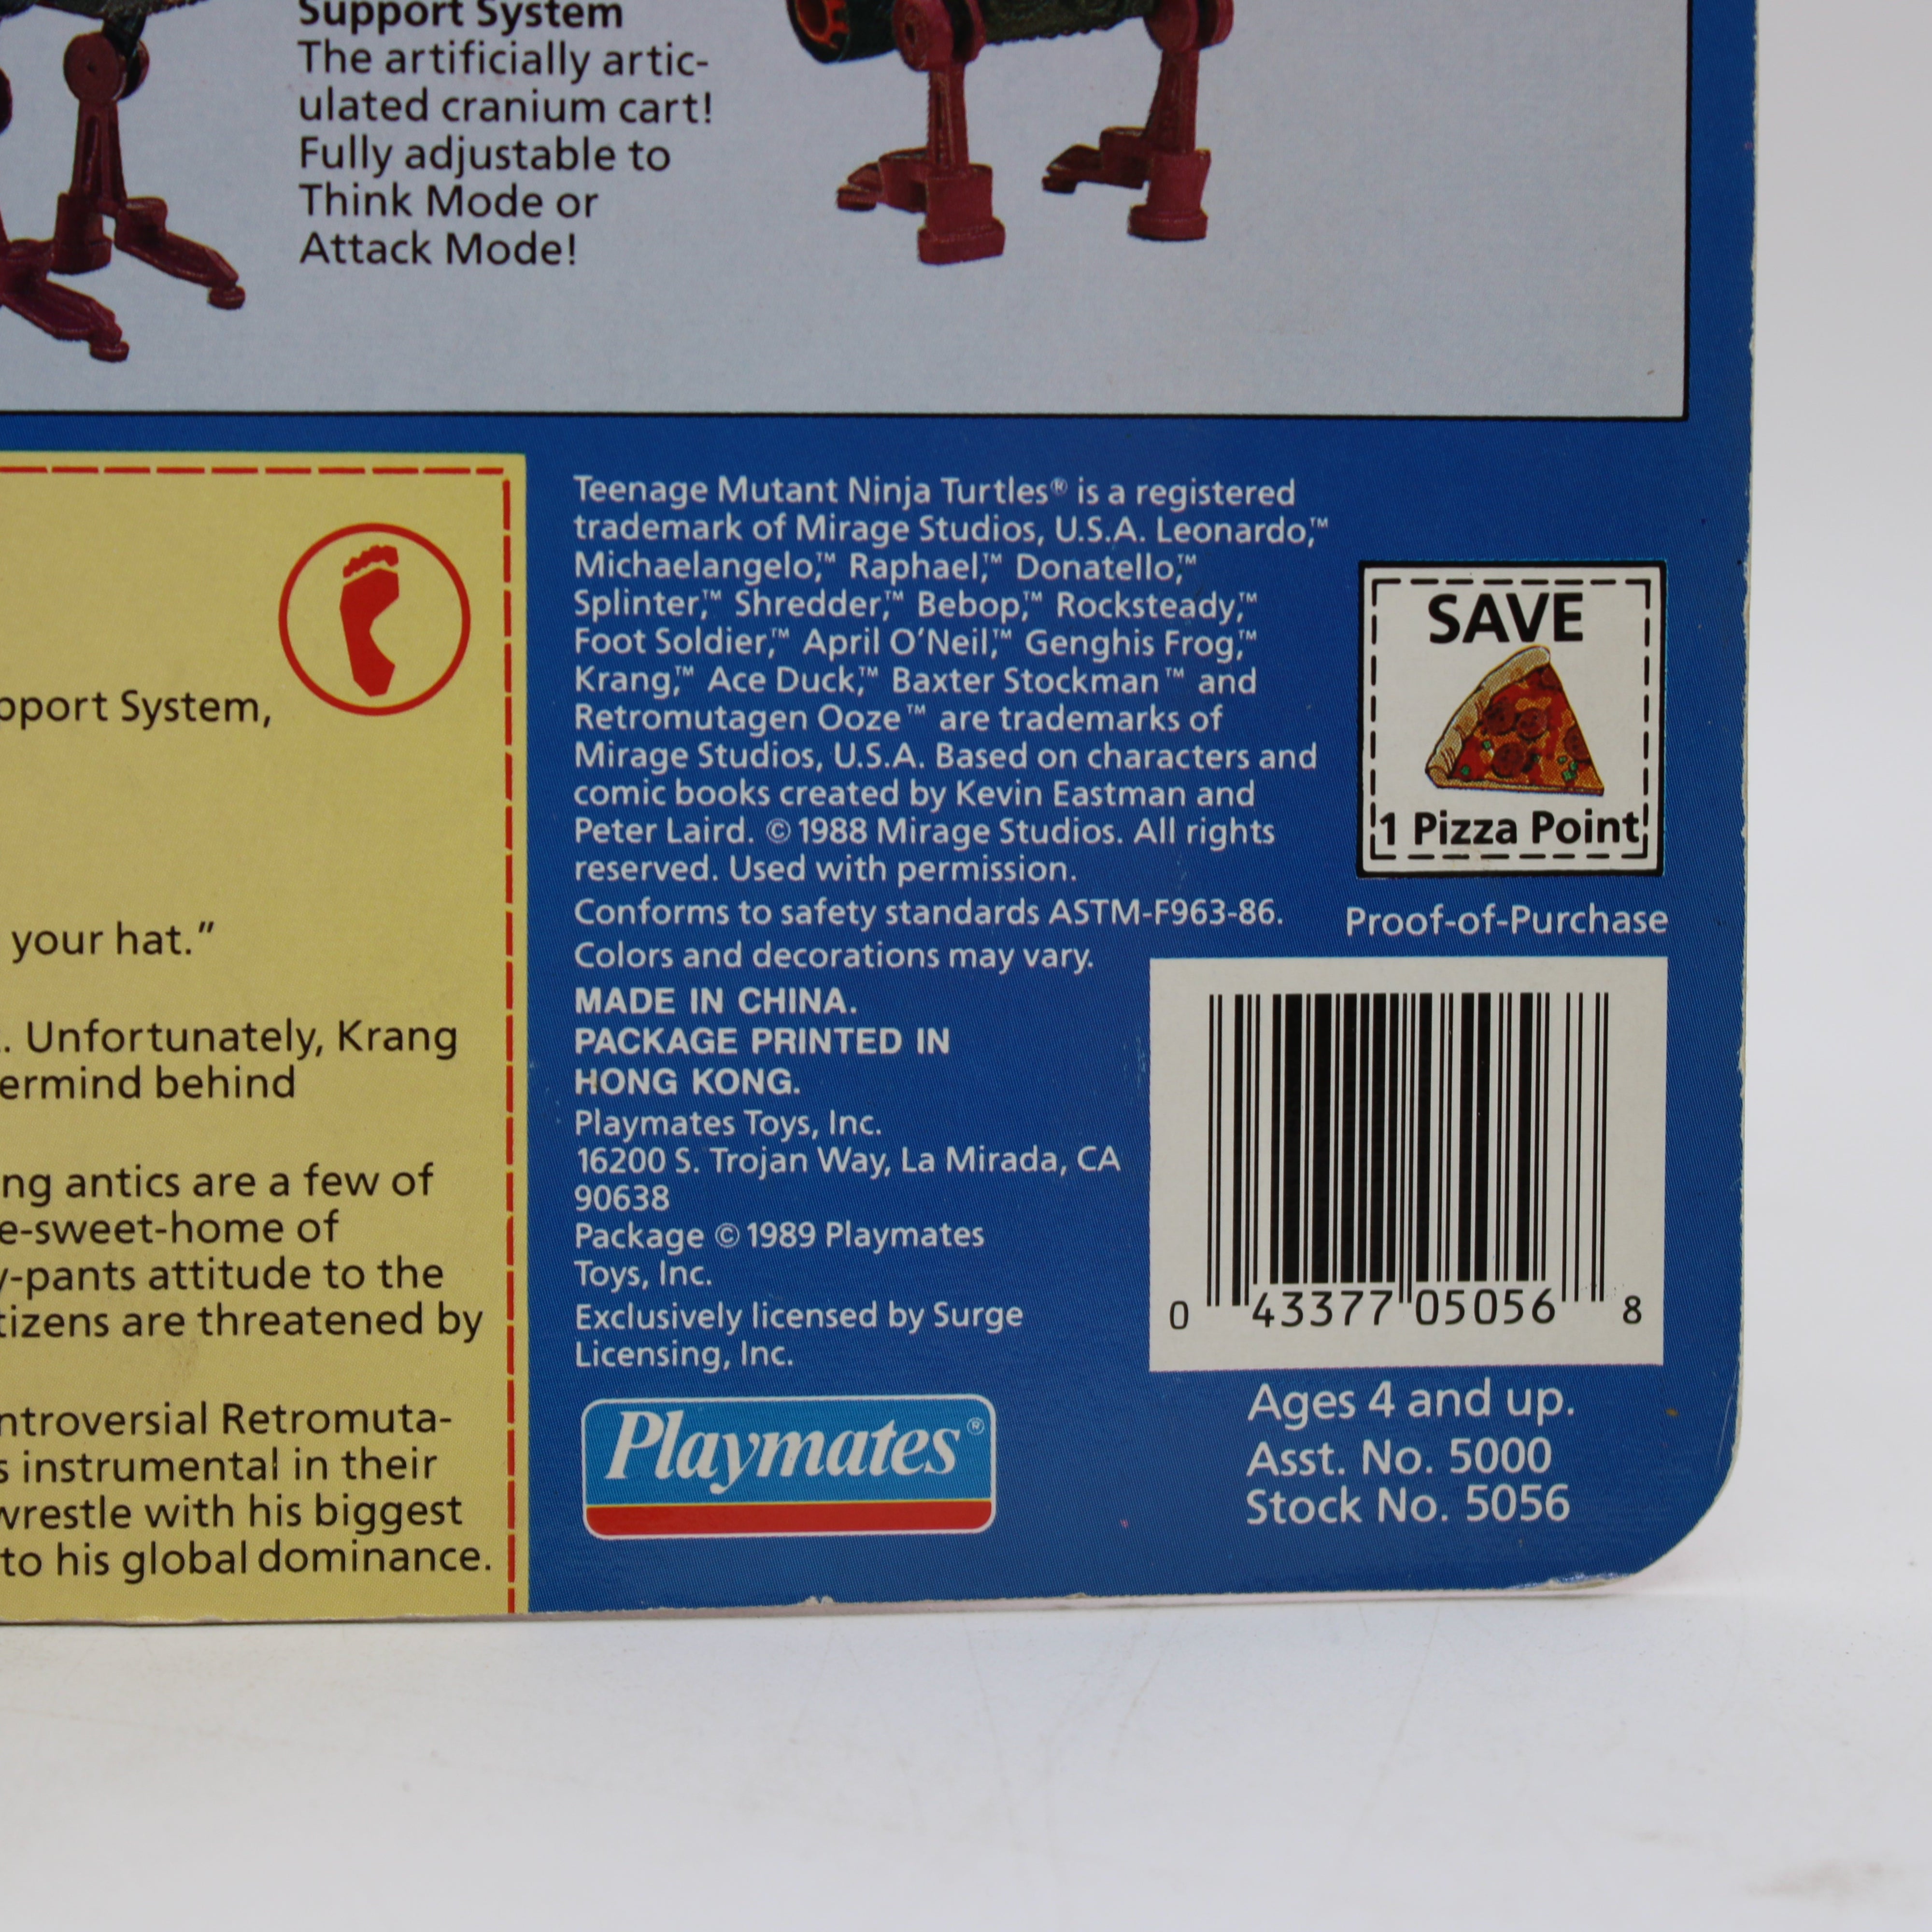 Support System
The artificially artic-
ulated cranium cart!
Fully adjustable to
Think Mode or
Attack Mode!
System,
your hat.”
Unfortunately, Krang
behind
antics are a few of
-sweet-home of
-pants attitude to the
are threatened by
Retromuta-
instrumental in their
wrestle with his biggest
to his global dominance.
Teenage Mutant Ninja Turtles® is a registered
trademark of Mirage Studios, U.S.A. Leonardo,™
Michaelangelo,™ Raphael,™ Donatello,™
Splinter,™ Shredder,™ Bebop,™ Rocksteady,™
Foot Soldier,™ April O’Neil,™ Genghis Frog,™
Krang,™ Ace Duck,™ Baxter Stockman™ and
Retromutagen Ooze™ are trademarks of
Mirage Studios, U.S.A. Based on characters and
comic books created by Kevin Eastman and
Peter Laird. © 1988 Mirage Studios. All rights
reserved. Used with permission.
Conforms to safety standards ASTM-F963-86.
Colors and decorations may vary.
MADE IN CHINA.
PACKAGE PRINTED IN
HONG KONG.
Playmates Toys, Inc.
16200 S. Trojan Way, La Mirada, CA
90638
Package © 1989 Playmates
Toys, Inc.
Exclusively licensed by Surge
Licensing, Inc.
Playmates®
SAVE
1 Pizza Point
Proof-of-Purchase
0 43377 05056 8
Ages 4 and up.
Asst. No. 5000
Stock No. 5056